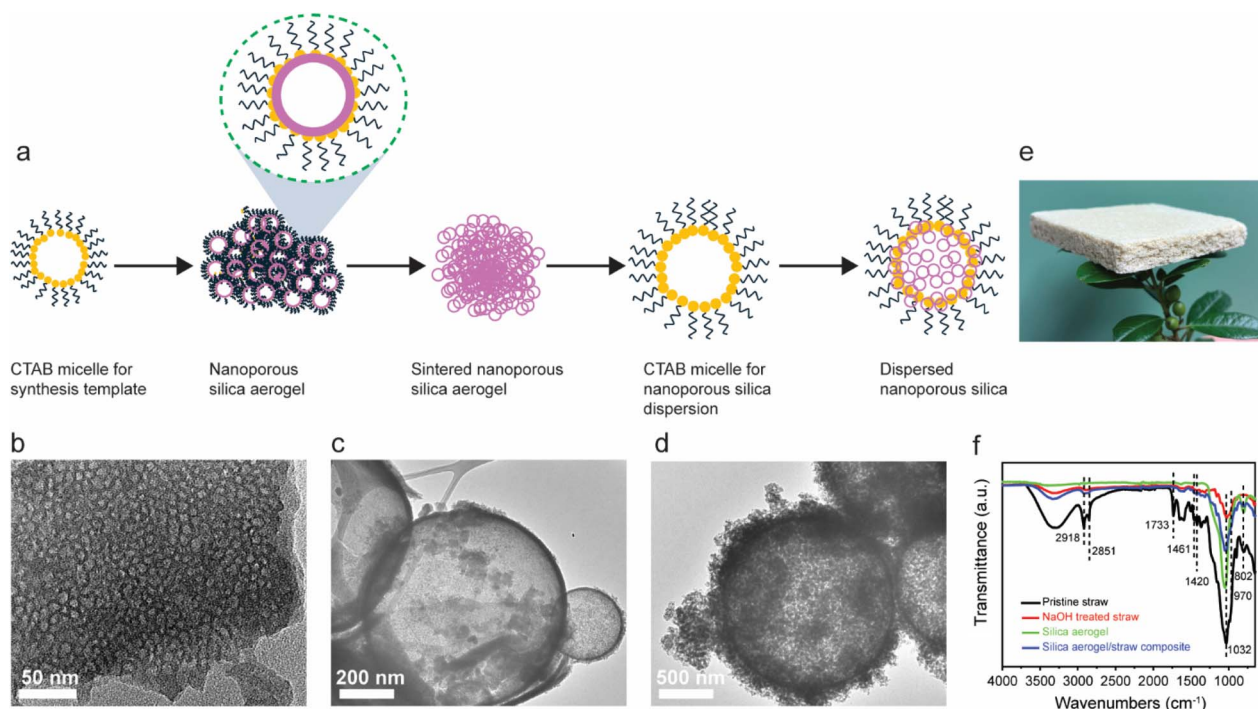 a
e
CTAB micelle for
synthesis template
Nanoporous
silica aerogel
Sintered nanoporous
silica aerogel
CTAB micelle for
nanoporous silica
dispersion
Dispersed
nanoporous silica
b
c
d
f
50 nm
200 nm
500 nm
Transmittance (a.u.)
2918
2851
1733
1461
1420
802
970
1032
Pristine straw
NaOH treated straw
Silica aerogel
Silica aerogel/straw composite
4000 3500 3000 2500 2000 1500 1000
Wavenumbers (cm⁻¹)